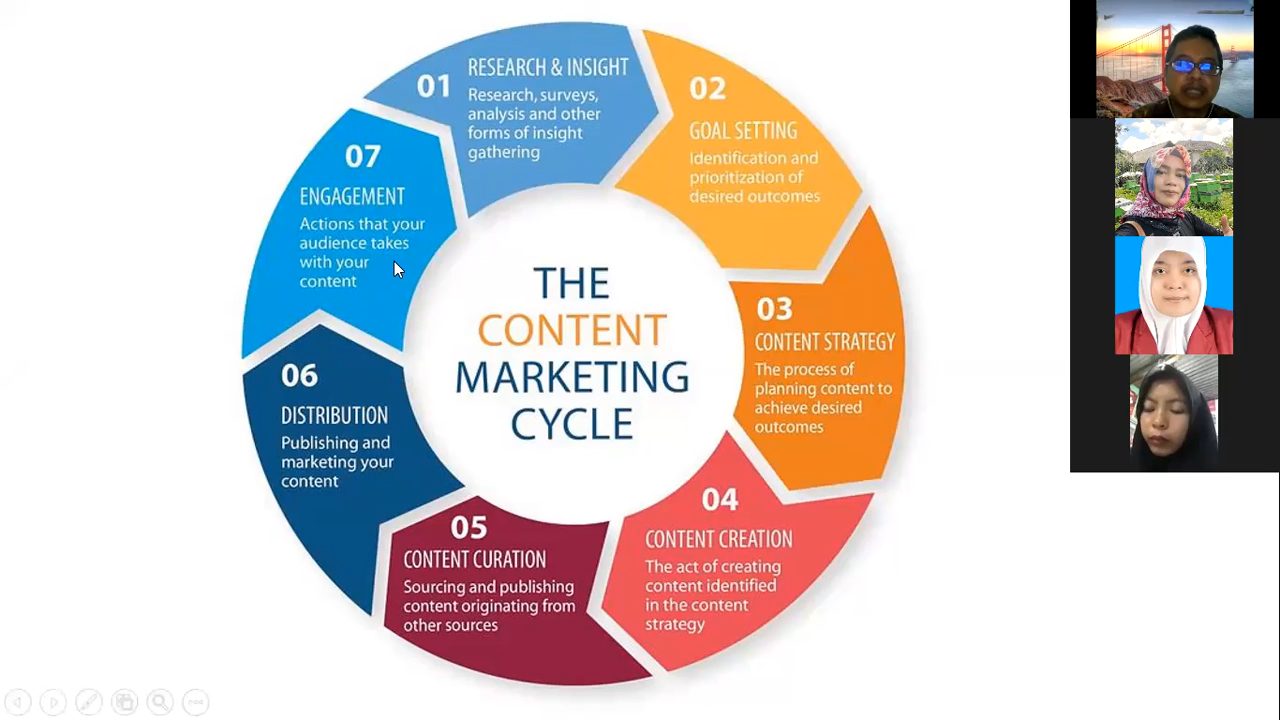 THE
CONTENT
MARKETING
CYCLE
01
RESEARCH & INSIGHT
Research, surveys,
analysis and other
forms of insight
gathering
02
GOAL SETTING
Identification and
prioritization of
desired outcomes
03
CONTENT STRATEGY
The process of
planning content to
achieve desired
outcomes
04
CONTENT CREATION
The act of creating
content identified
in the content
strategy
05
CONTENT CURATION
Sourcing and publishing
content originating from
other sources
06
DISTRIBUTION
Publishing and
marketing your
content
07
ENGAGEMENT
Actions that your
audience takes
with your
content